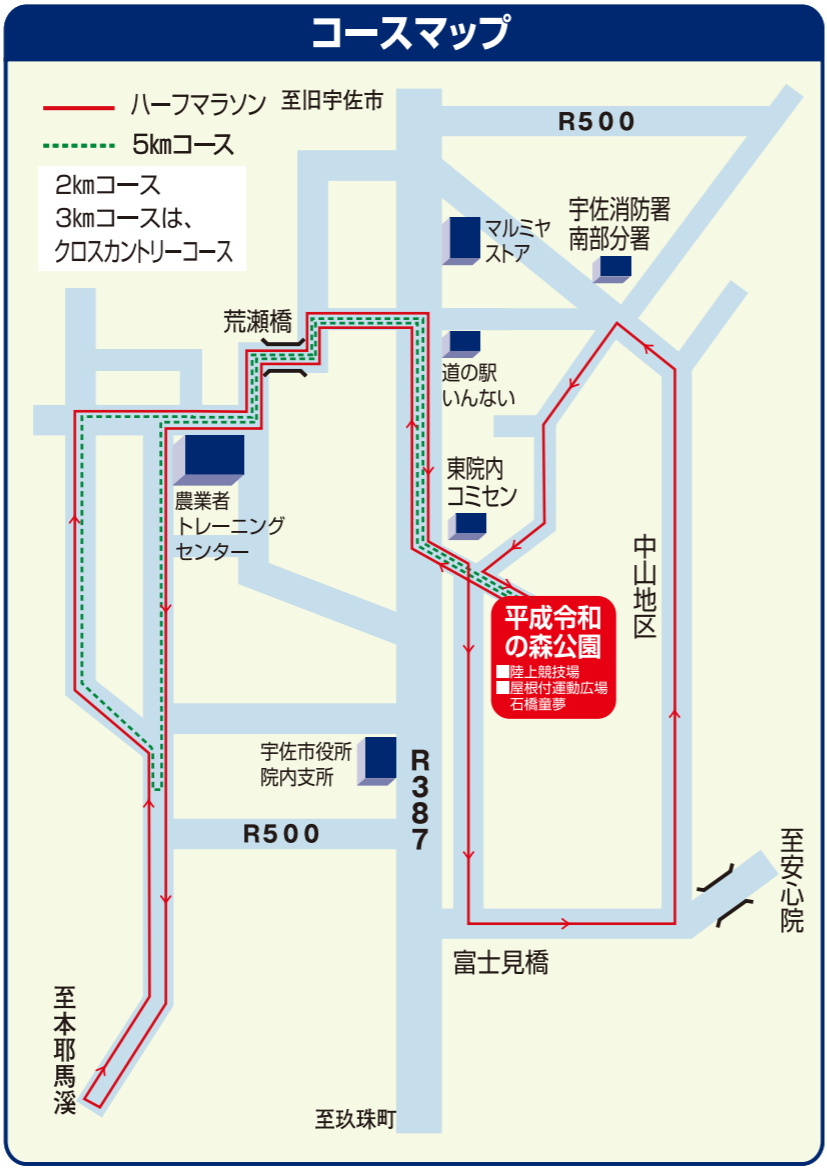 コースマップ
ハーフマラソン
至旧宇佐市
5㎞コース
2㎞コース
3㎞コースは、
クロスカントリーコース
R500
宇佐消防署
南部分署
マルミヤ
ストア
荒瀬橋
道の駅
いんない
東院内
コミセン
農業者
トレーニング
センター
中山地区
平成令和
の森公園
■陸上競技場
■屋根付運動広場
石橋童夢
宇佐市役所
院内支所
R387
R500
至安心院
富士見橋
至本耶馬溪
至玖珠町